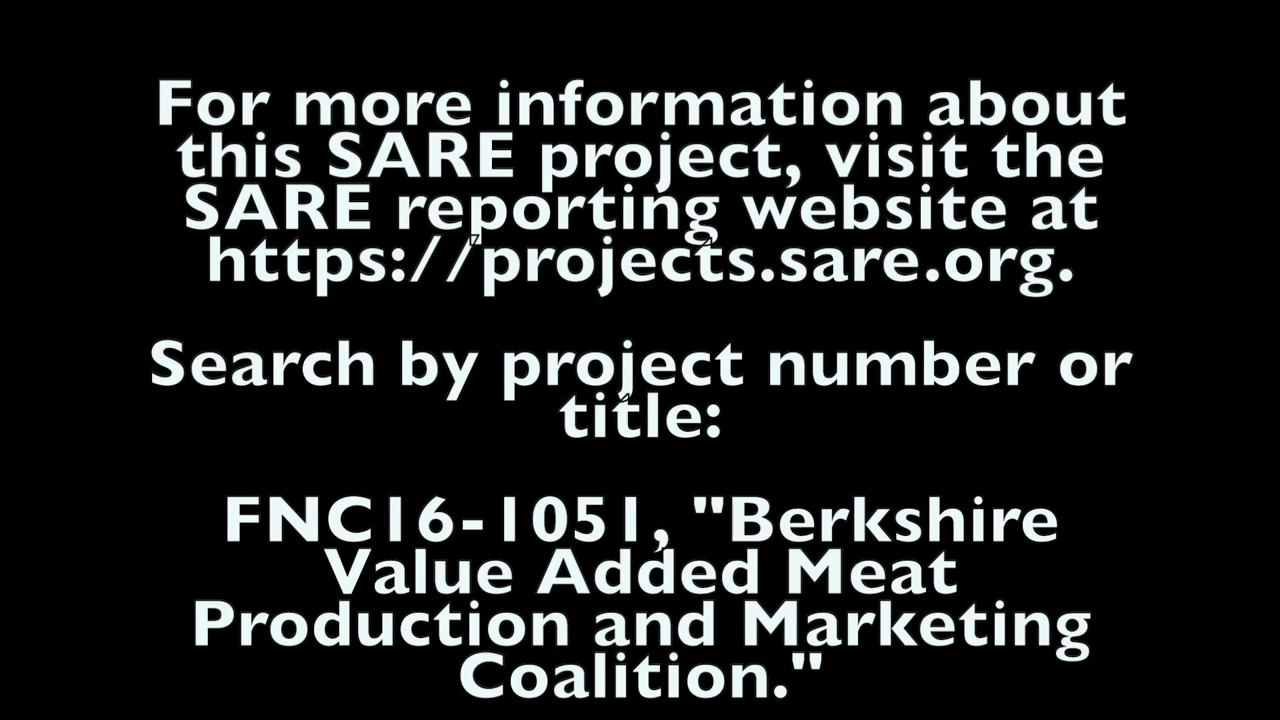 For more information about
this SARE project, visit the
SARE reporting website at
https://projects.sare.org.
Search by project number or
title:
FNC16-1051, "Berkshire
Value Added Meat
Production and Marketing
Coalition."